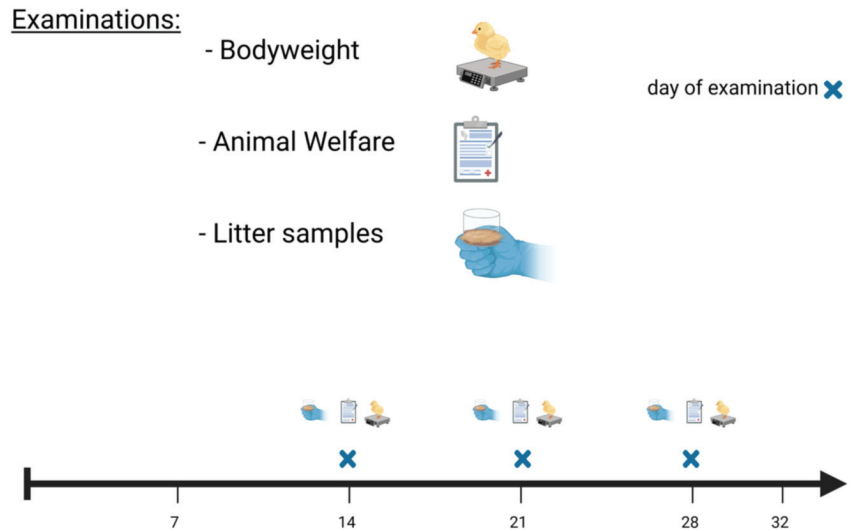 Examinations:
- Bodyweight
day of examination
- Animal Welfare
- Litter samples
7 14 21 28 32